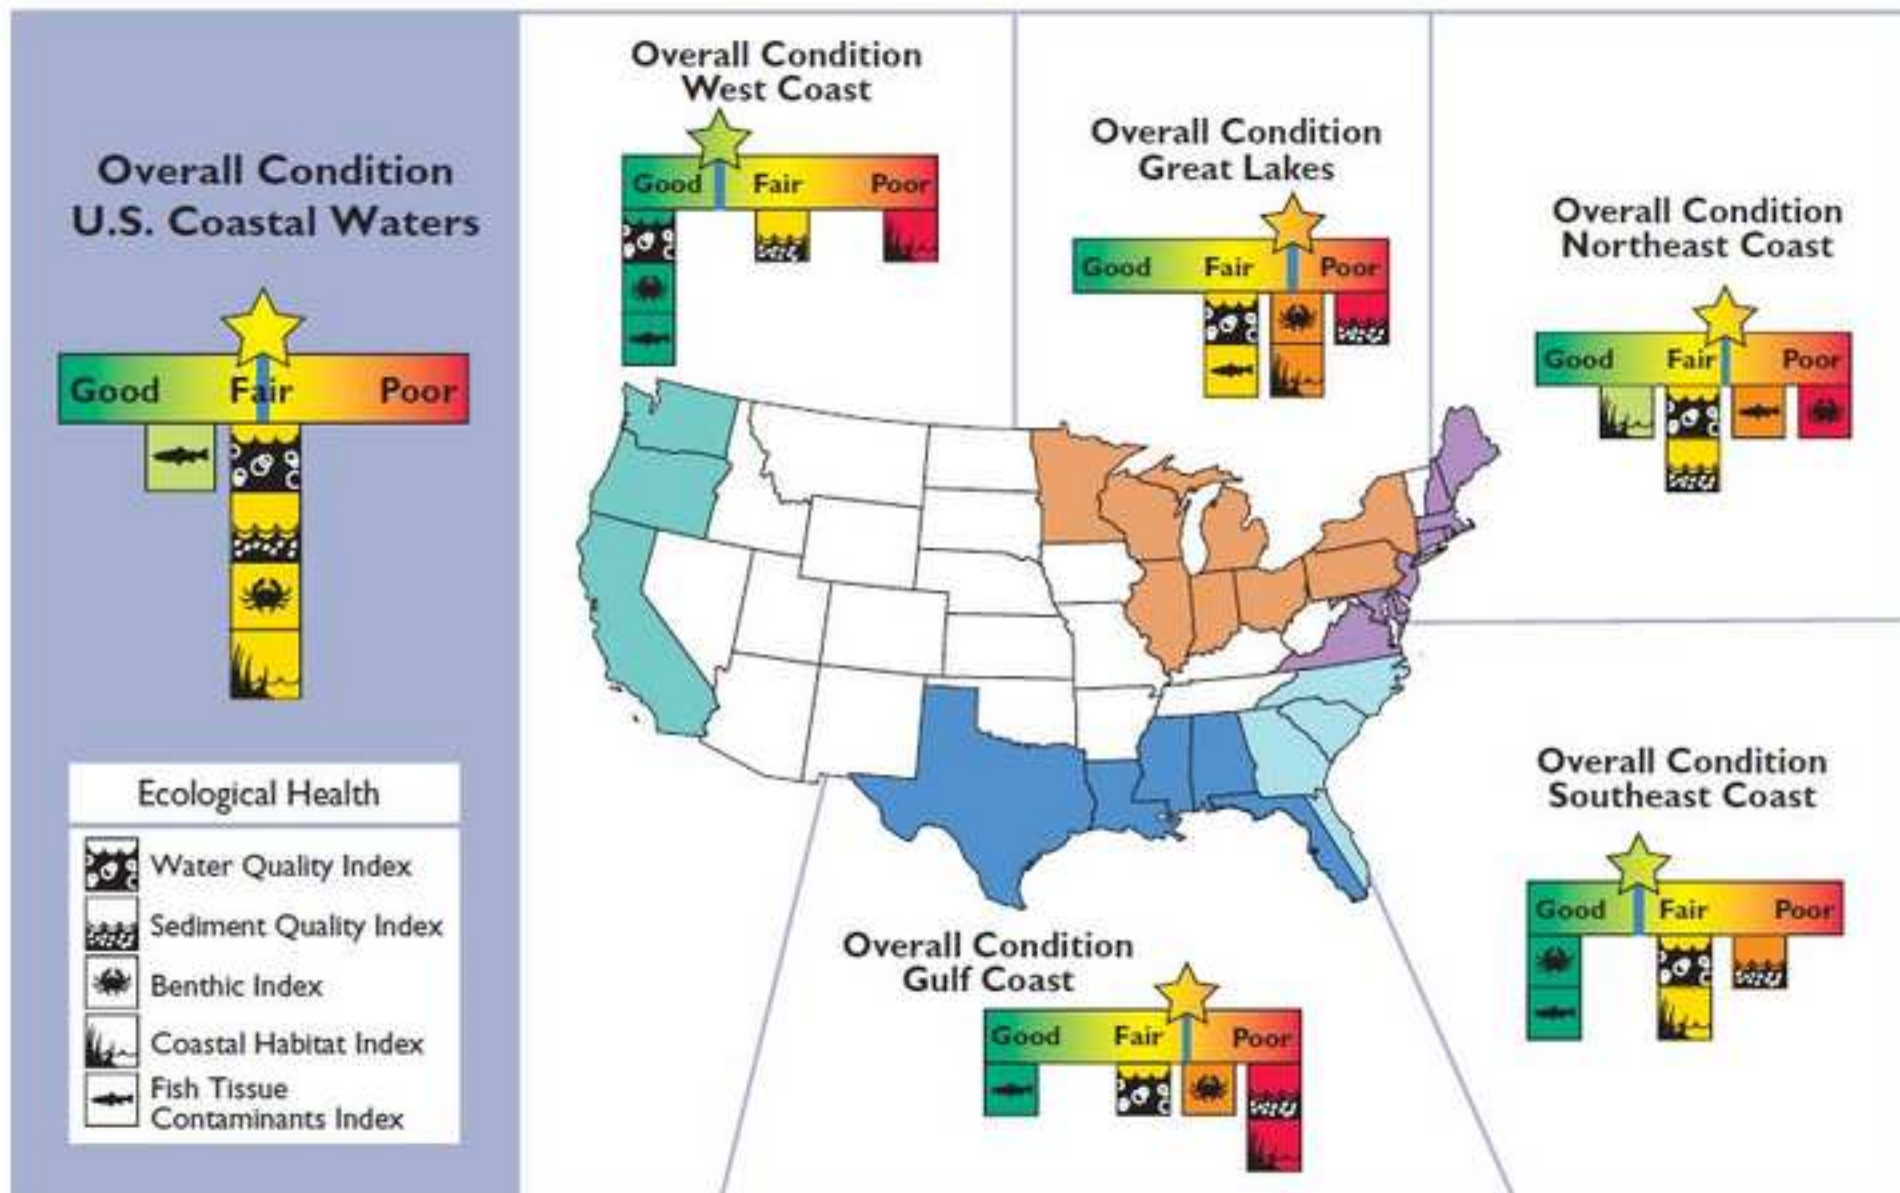 Overall Condition
U.S. Coastal Waters
Good Fair Poor
Ecological Health
Water Quality Index
Sediment Quality Index
Benthic Index
Coastal Habitat Index
Fish Tissue
Contaminants Index
Overall Condition
West Coast
Good Fair Poor
Overall Condition
Great Lakes
Good Fair Poor
Overall Condition
Northeast Coast
Good Fair Poor
Overall Condition
Southeast Coast
Good Fair Poor
Overall Condition
Gulf Coast
Good Fair Poor